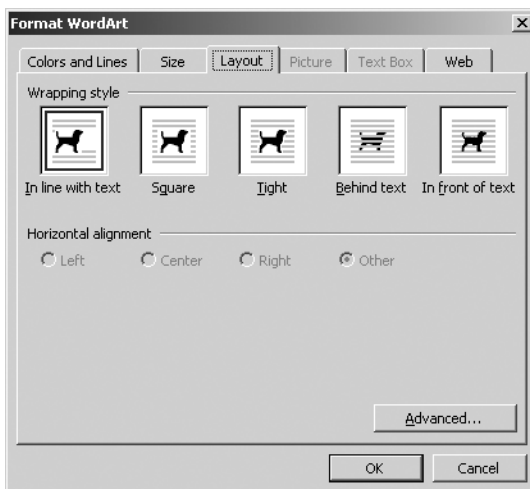 Format WordArt
Colors and Lines Size Layout Picture Text Box Web
Wrapping style
In line with text Square Tight Behind text In front of text
Horizontal alignment
Left Center Right Other
Advanced...
OK Cancel